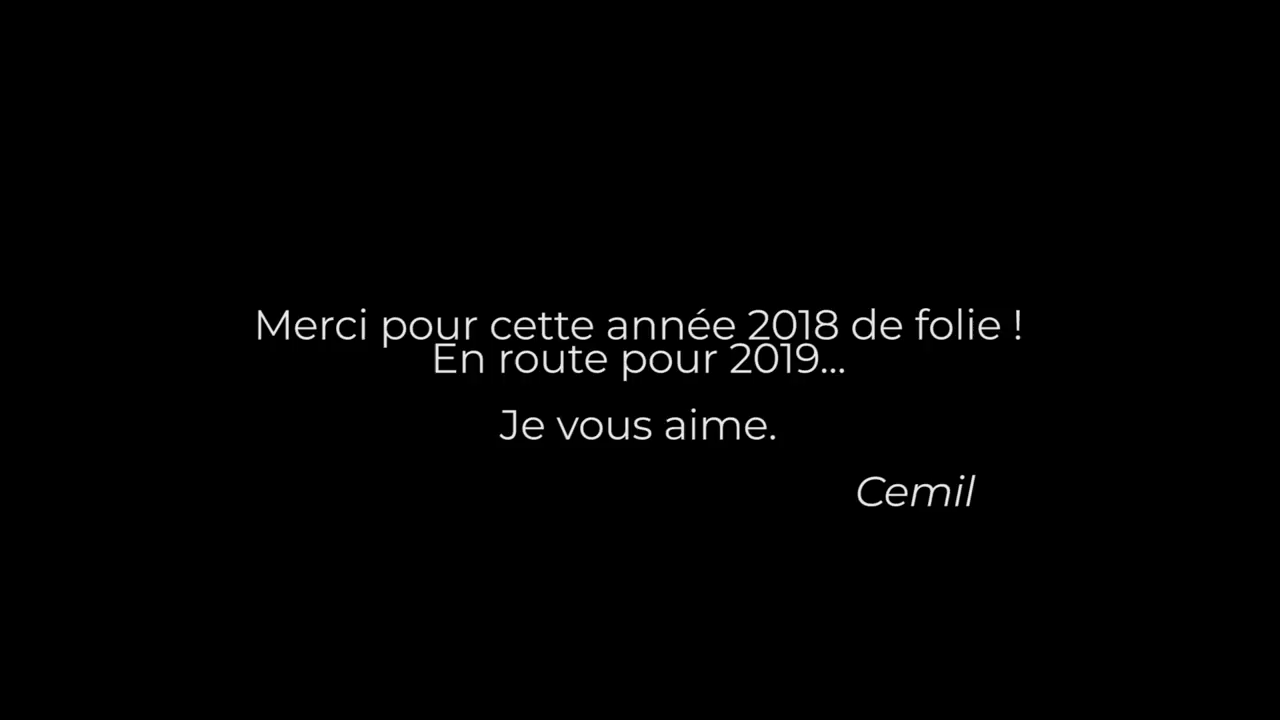 Merci pour cette année 2018 de folie !
En route pour 2019...
Je vous aime.
Cemil